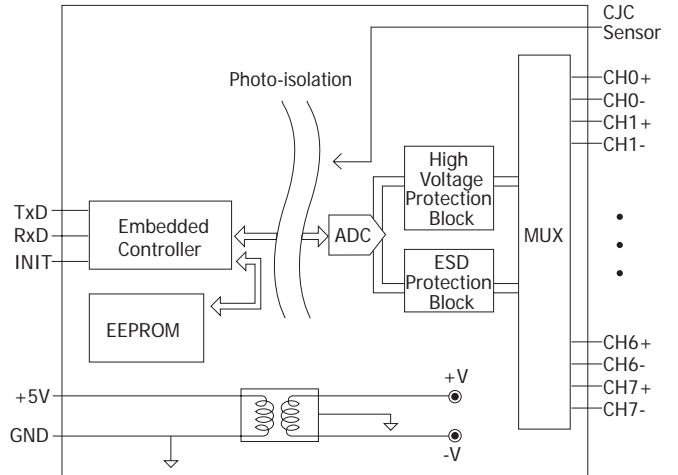 CJC
Sensor
Photo-isolation
CH0+
CH0-
CH1+
CH1-
High
Voltage
Protection
Block
TxD
RxD
INIT
Embedded
Controller
ADC
MUX
ESD
Protection
Block
EEPROM
CH6+
CH6-
CH7+
CH7-
+5V
GND
+V
-V